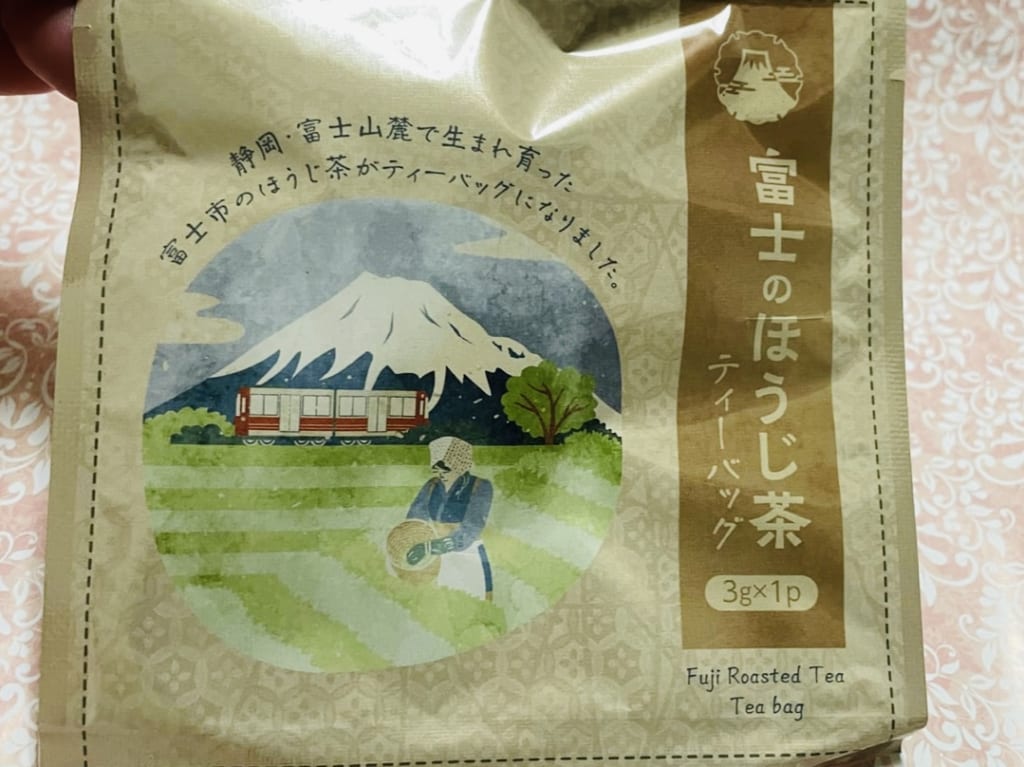 静岡・富士山麓で生まれ育った
富士市のほうじ茶がティーバッグになりました。
富士のほうじ茶
ティーバッグ
3g×1p
Fuji Roasted Tea
Tea bag